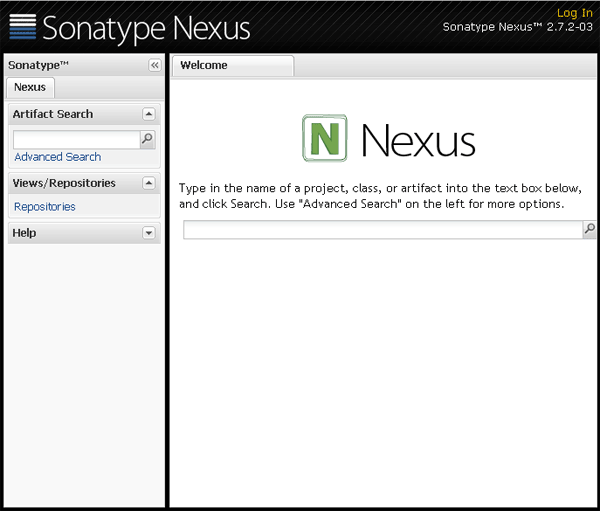 Sonatype Nexus
Log In
Sonatype Nexus™ 2.7.2-03
Sonatype™
Nexus
Artifact Search
Advanced Search
Views/Repositories
Repositories
Help
Welcome
N Nexus
Type in the name of a project, class, or artifact into the text box below,
and click Search. Use "Advanced Search" on the left for more options.